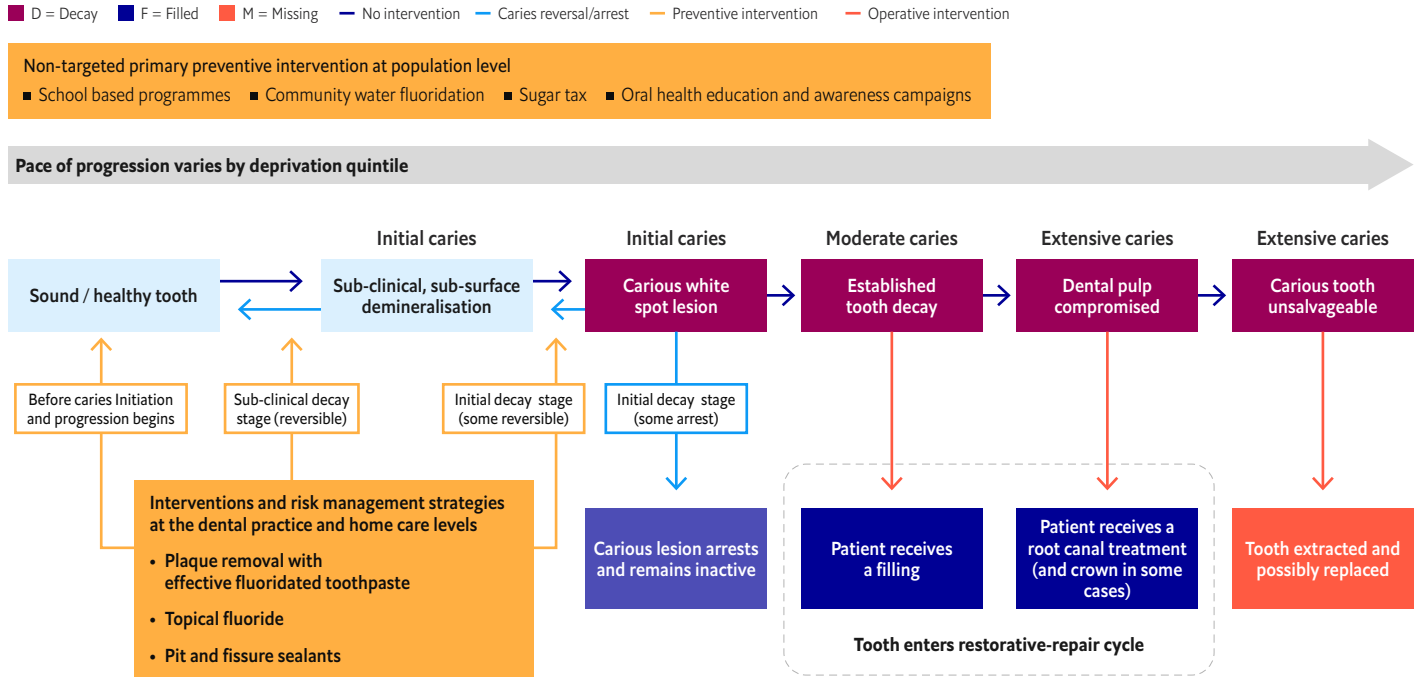 D = Decay F = Filled M = Missing No intervention Caries reversal/arrest Preventive intervention Operative intervention
Non-targeted primary preventive intervention at population level
▪ School based programmes ▪ Community water fluoridation ▪ Sugar tax ▪ Oral health education and awareness campaigns
Pace of progression varies by deprivation quintile
Initial caries
Initial caries
Moderate caries
Extensive caries
Extensive caries
Sound / healthy tooth
Sub-clinical, sub-surface
demineralisation
Carious white
spot lesion
Established
tooth decay
Dental pulp
compromised
Carious tooth
unsalvageable
Before caries Initiation
and progression begins
Sub-clinical decay
stage (reversible)
Initial decay stage
(some reversible)
Initial decay stage
(some arrest)
Interventions and risk management strategies
at the dental practice and home care levels
• Plaque removal with
effective fluoridated toothpaste
• Topical fluoride
• Pit and fissure sealants
Carious lesion arrests
and remains inactive
Patient receives
a filling
Patient receives a
root canal treatment
(and crown in some
cases)
Tooth extracted and
possibly replaced
Tooth enters restorative-repair cycle